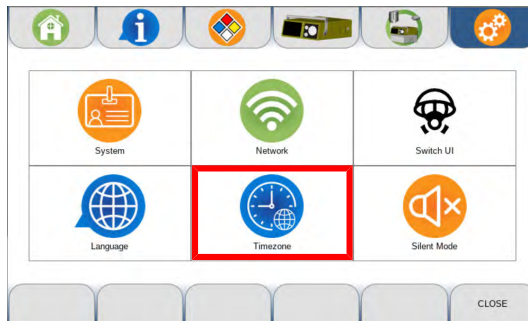 System
Network
Switch UI
Language
Timezone
Silent Mode
CLOSE